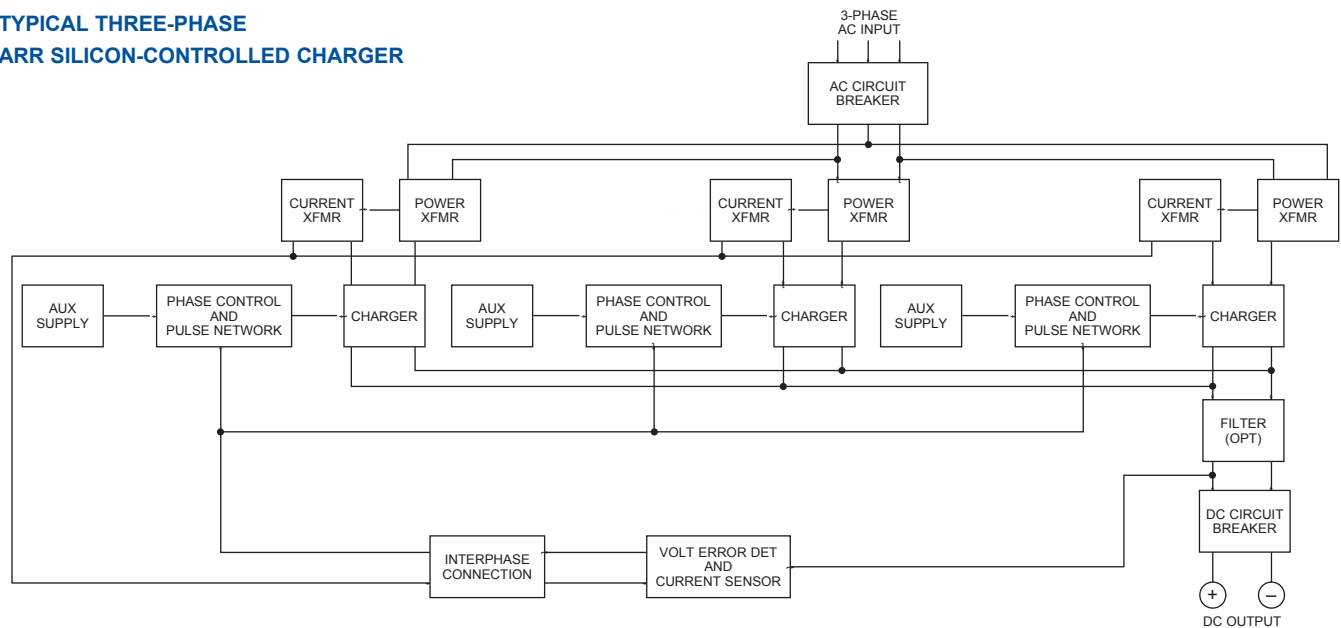 TYPICAL THREE-PHASE
ARR SILICON-CONTROLLED CHARGER
3-PHASE
AC INPUT
AC CIRCUIT
BREAKER
CURRENT
XFMR
POWER
XFMR
CURRENT
XFMR
POWER
XFMR
CURRENT
XFMR
POWER
XFMR
AUX
SUPPLY
PHASE CONTROL
AND
PULSE NETWORK
CHARGER
AUX
SUPPLY
PHASE CONTROL
AND
PULSE NETWORK
CHARGER
AUX
SUPPLY
PHASE CONTROL
AND
PULSE NETWORK
CHARGER
FILTER
(OPT)
DC CIRCUIT
BREAKER
INTERPHASE
CONNECTION
VOLT ERROR DET
AND
CURRENT SENSOR
+
–
DC OUTPUT